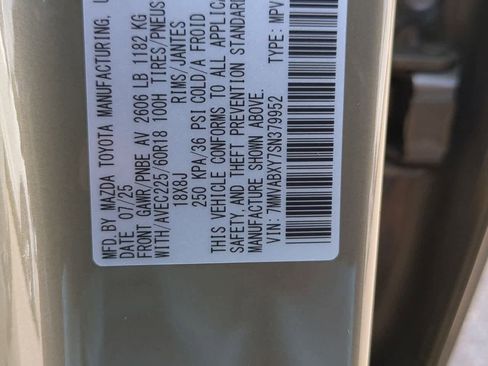 MFD.BY MAZDA TOYOTA MANUFACTURING, U
DATE 07/25
FRONT GAWR/PNBE AV 2606 LB 1182 KG
WITH/AVEC225/60R18 100H TIRES/PNEUS
18X8J RIMS/JANTES
250 KPA/36 PSI COLD/A FROID
THIS VEHICLE CONFORMS TO ALL APPLICA
SAFETY,AND THEFT PREVENTION STANDAR
MANUFACTURE SHOWN ABOVE.
VIN: 7MMVABXY7SN379952 TYPE: MPV